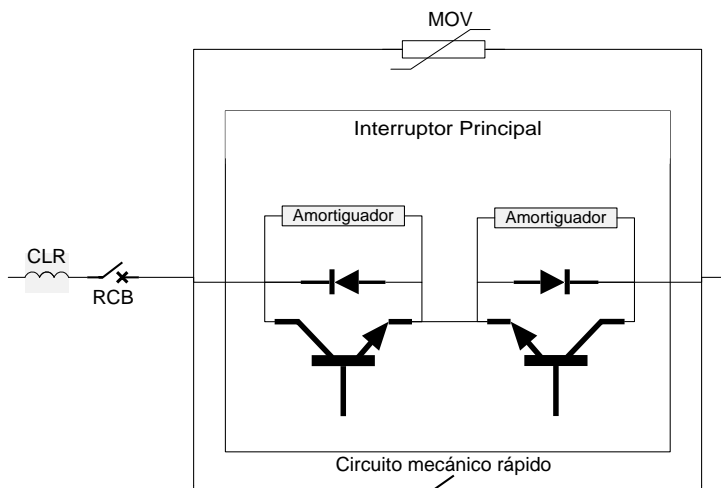 MOV
Interruptor Principal
Amortiguador
Amortiguador
CLR
RCB
Circuito mecánico rápido